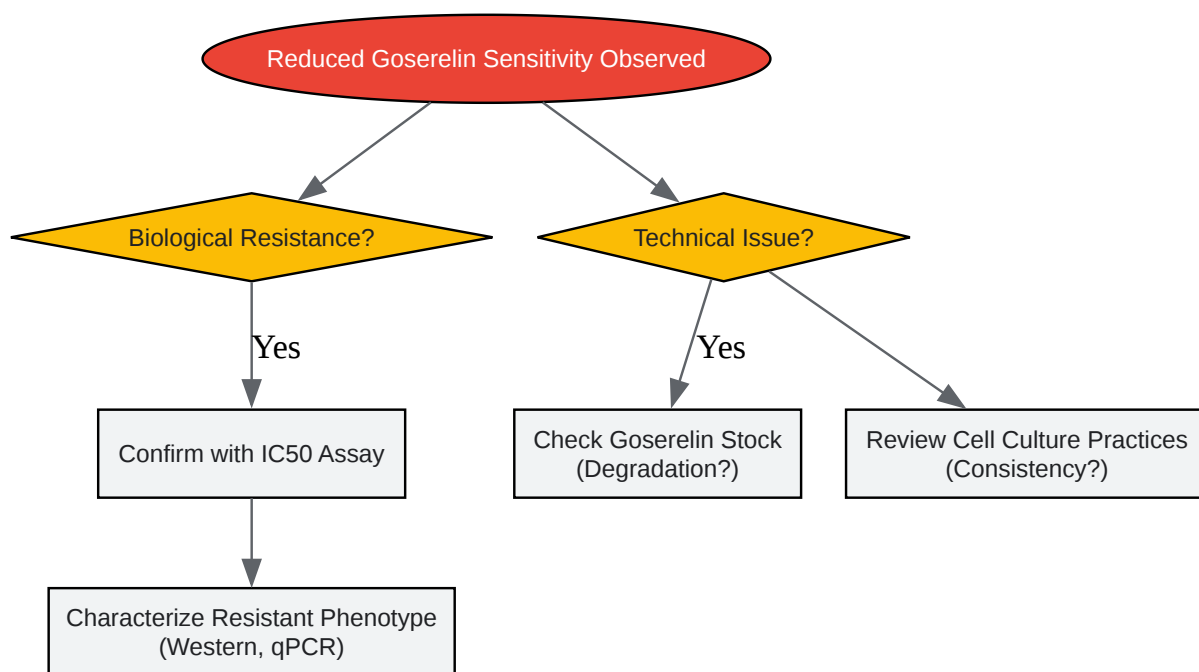 Reduced Goserelin Sensitivity Observed
Biological Resistance?
Technical Issue?
Yes
Yes
Confirm with IC50 Assay
Check Goserelin Stock
(Degradation?)
Review Cell Culture Practices
(Consistency?)
Characterize Resistant Phenotype
(Western, qPCR)